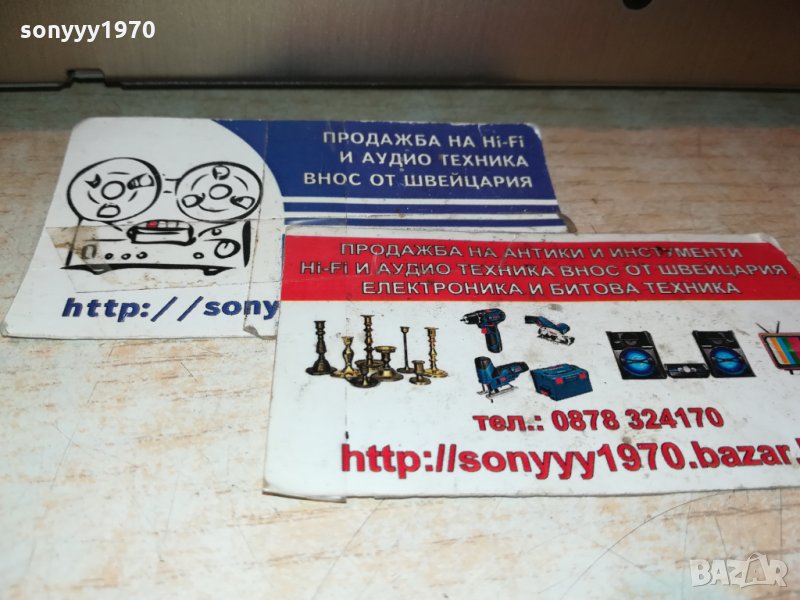 sonyyy1970
ПРОДАЖБА НА Hi-Fi
И АУДИО ТЕХНИКА
ВНОС ОТ ШВЕЙЦАРИЯ
http://sony
ПРОДАЖБА НА АНТИКИ И ИНСТУМЕНТИ
Hi-Fi И АУДИО ТЕХНИКА ВНОС ОТ ШВЕЙЦАРИЯ
ЕЛЕКТРОНИКА И БИТОВА ТЕХНИКА
тел.: 0878 324170
http://sonyyy1970.bazar.
BAZAR